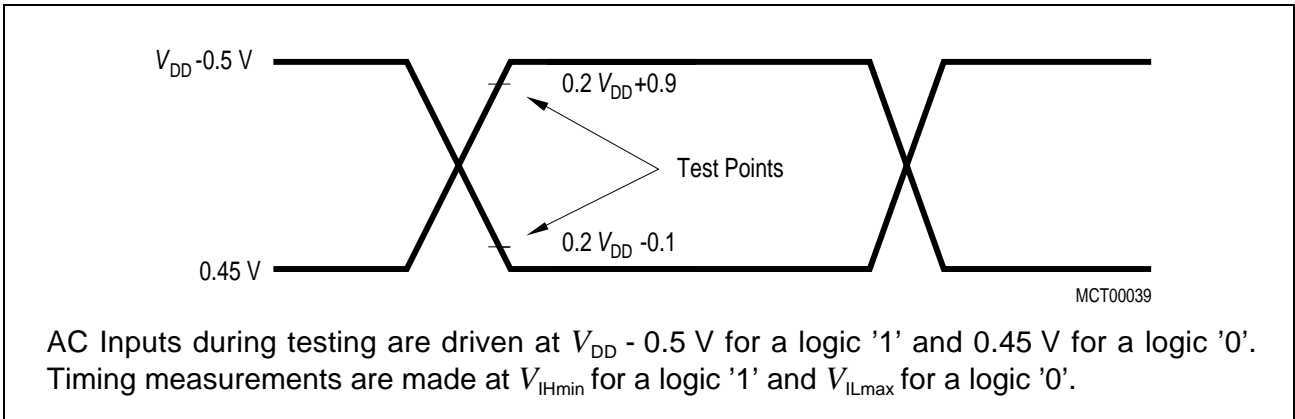 V_DD -0.5 V
0.2 V_DD+0.9
Test Points
0.2 V_DD -0.1
0.45 V
MCT00039
AC Inputs during testing are driven at V_DD - 0.5 V for a logic '1' and 0.45 V for a logic '0'.
Timing measurements are made at V_IHmin for a logic '1' and V_ILmax for a logic '0'.